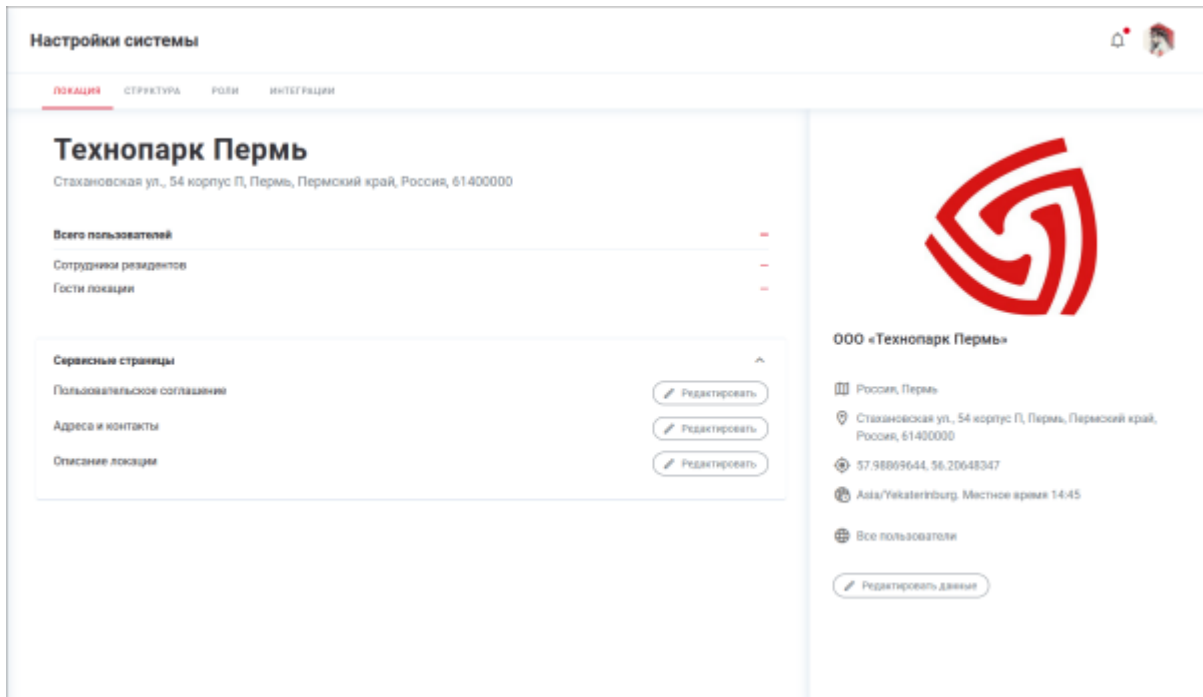 Настройки системы
ЛОКАЦИЯ СТРУКТУРА РОЛИ ИНТЕГРАЦИИ
Технопарк Пермь
Стахановская ул., 54 корпус П, Пермь, Пермский край, Россия, 61400000
Всего пользователей –
Сотрудники резидентов –
Гости локации –
Сервисные страницы
Пользовательское соглашение Редактировать
Адреса и контакты Редактировать
Описание локации Редактировать
ООО «Технопарк Пермь»
Россия, Пермь
Стахановская ул., 54 корпус П, Пермь, Пермский край,
Россия, 61400000
57.98869644, 56.20648347
Asia/Yekaterinburg. Местное время 14:45
Все пользователи
Редактировать данные